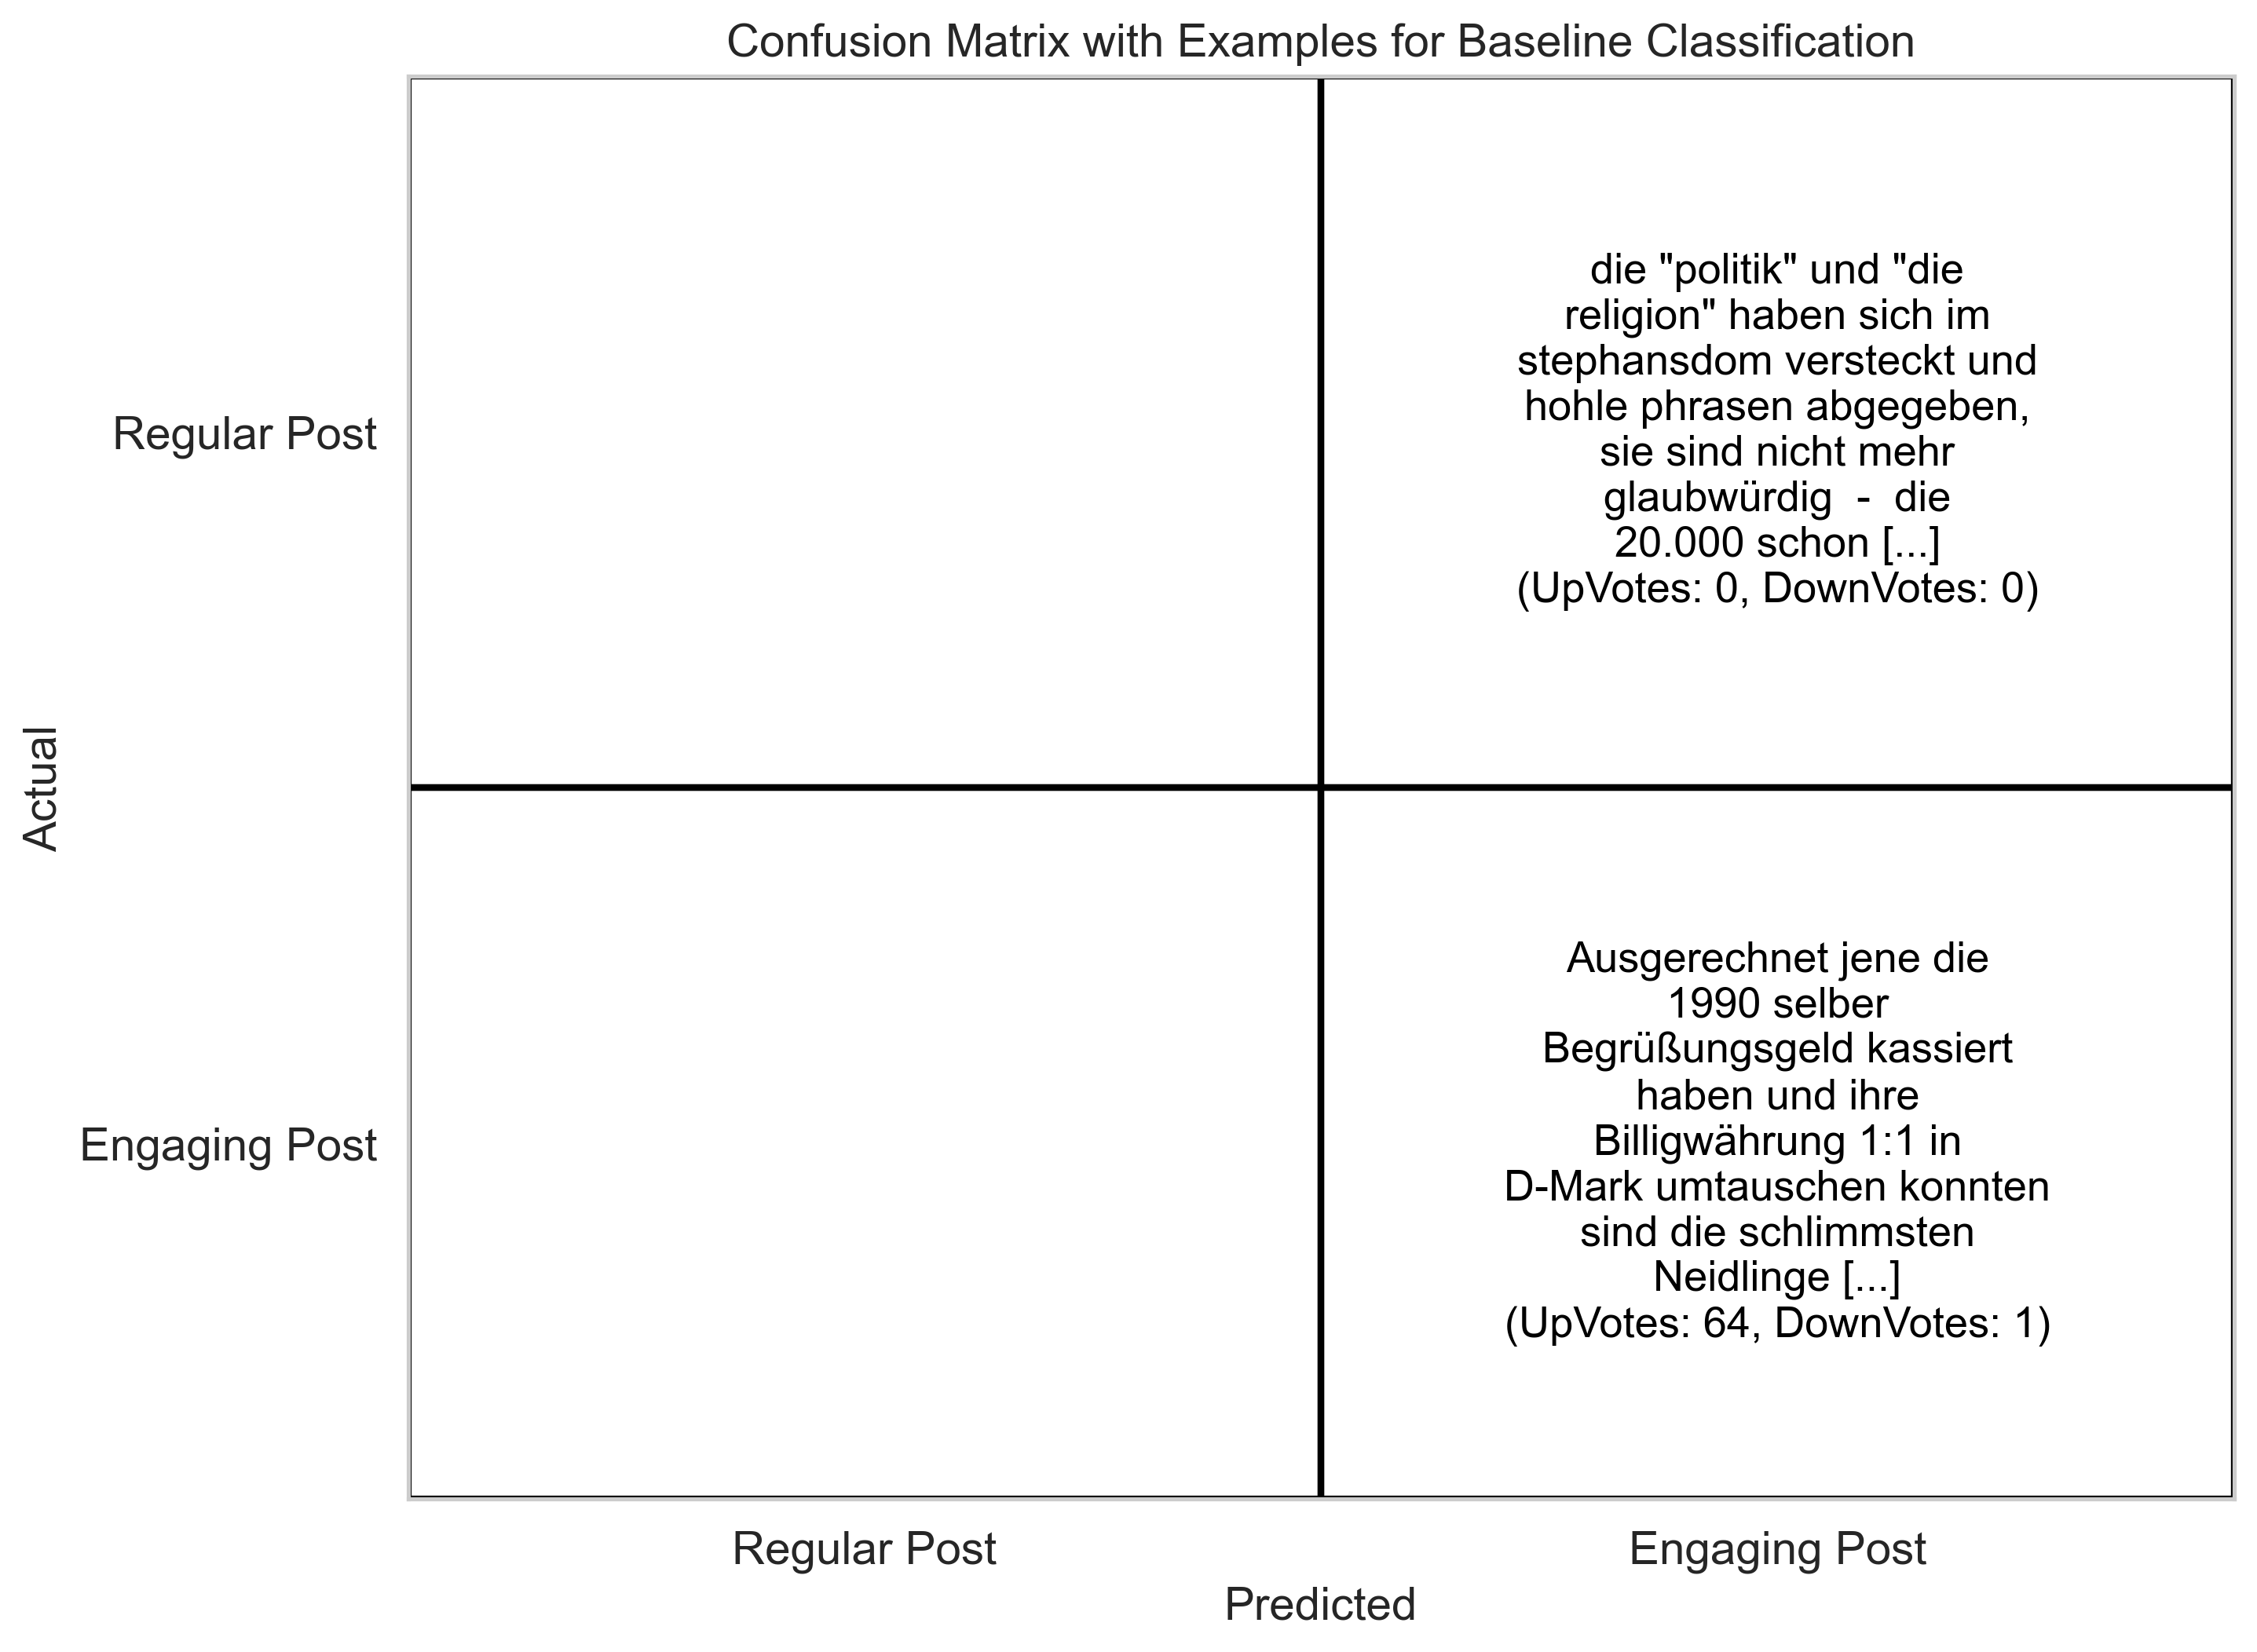 Confusion Matrix with Examples for Baseline Classification
Actual
Regular Post
die "politik" und "die
religion" haben sich im
stephansdom versteckt und
hohle phrasen abgegeben,
sie sind nicht mehr
glaubwürdig  -  die
20.000 schon [...]
(UpVotes: 0, DownVotes: 0)
Engaging Post
Ausgerechnet jene die
1990 selber
Begrüßungsgeld kassiert
haben und ihre
Billigwährung 1:1 in
D-Mark umtauschen konnten
sind die schlimmsten
Neidlinge [...]
(UpVotes: 64, DownVotes: 1)
Regular Post
Engaging Post
Predicted